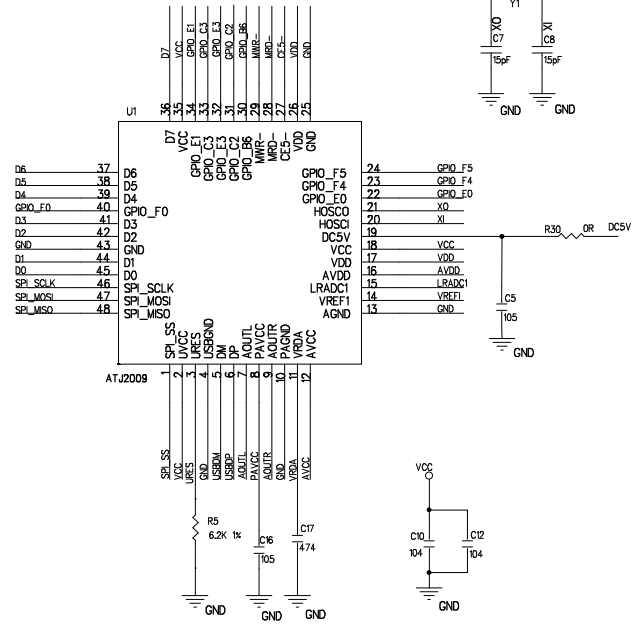 Y1
XO XI
C7 C8
15pF 15pF
GND GND
D7 VCC GPIO_E1 GPIO_C3 GPIO_E3 GPIO_C2 GPIO_B6 MWR- MRD- CE5- VDD GND
U1
36 35 34 33 32 31 30 29 28 27 26 25
D7 VCC GPIO_E1 GPIO_C3 GPIO_E3 GPIO_C2 GPIO_B6 MWR- MRD- CE5- VDD GND
D6 37 D6 GPIO_F5 24 GPIO_F5
D5 38 D5 GPIO_F4 23 GPIO_F4
D4 39 D4 GPIO_E0 22 GPIO_E0
GPIO_F0 40 GPIO_F0 HOSCO 21 XO
D3 41 D3 HOSCI 20 XI
D2 42 D2 DC5V 19 R30 0R DC5V
GND 43 GND VCC 18 VCC
D1 44 D1 VDD 17 VDD
D0 45 D0 AVDD 16 AVDD
SPI_SCLK 46 SPI_SCLK LRADC1 15 LRADC1
SPI_MOSI 47 SPI_MOSI VREF1 14 VREF1
SPI_MISO 48 SPI_MISO AGND 13 GND
C5
105
GND
SPI_SS UVCC URES USBGND DM DP AOUTL PAVCC AOUTR PAGND VRDA AVCC
ATJ2009
1 2 3 4 5 6 7 8 9 10 11 12
SPI_SS VCC URES GND USBDM USBDP AOUTL PAVCC AOUTR GND VRDA AVCC
VCC
R5
6.2K 1%
C16
105
C17
474
C10 C12
104 104
GND GND GND GND